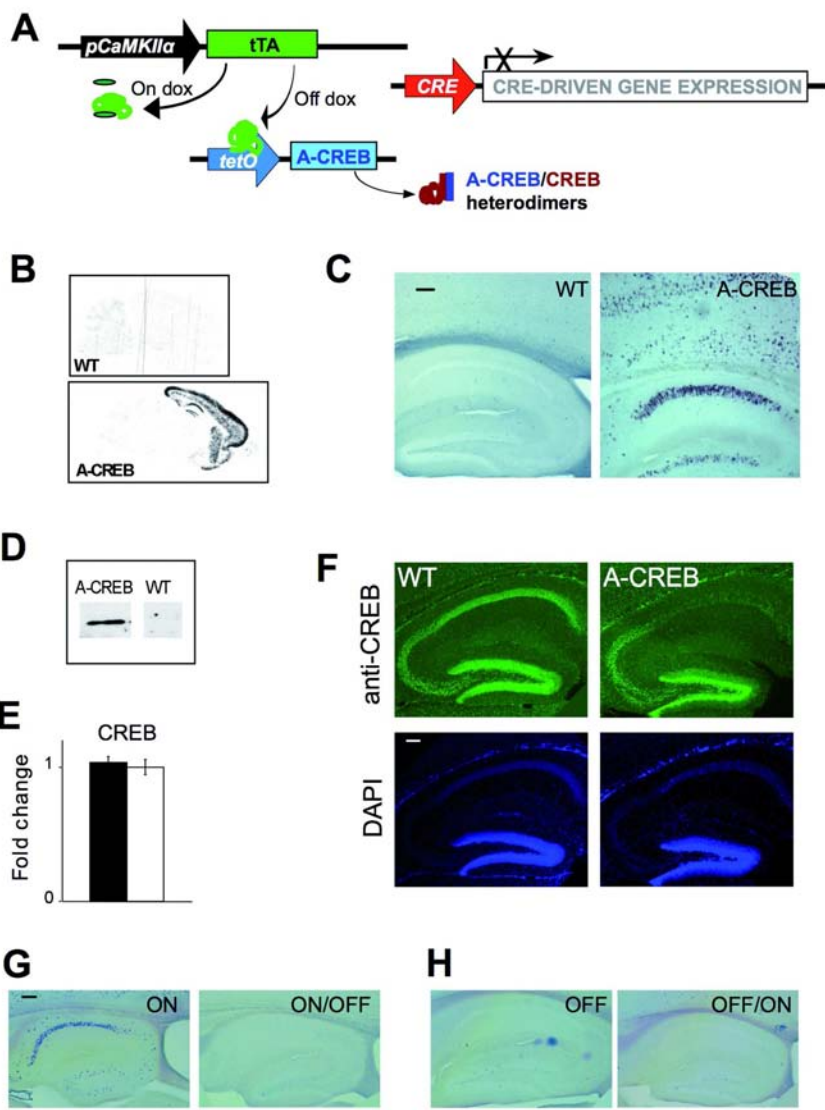 A
pCaMKIIα
tTA
On dox
Off dox
CRE
CRE-DRIVEN GENE EXPRESSION
tetO
A-CREB
A-CREB/CREB
heterodimers
B
WT
A-CREB
C
WT
A-CREB
D
A-CREB WT
E
CREB
Fold change
1
0
F
WT
A-CREB
anti-CREB
DAPI
G
ON
ON/OFF
H
OFF
OFF/ON